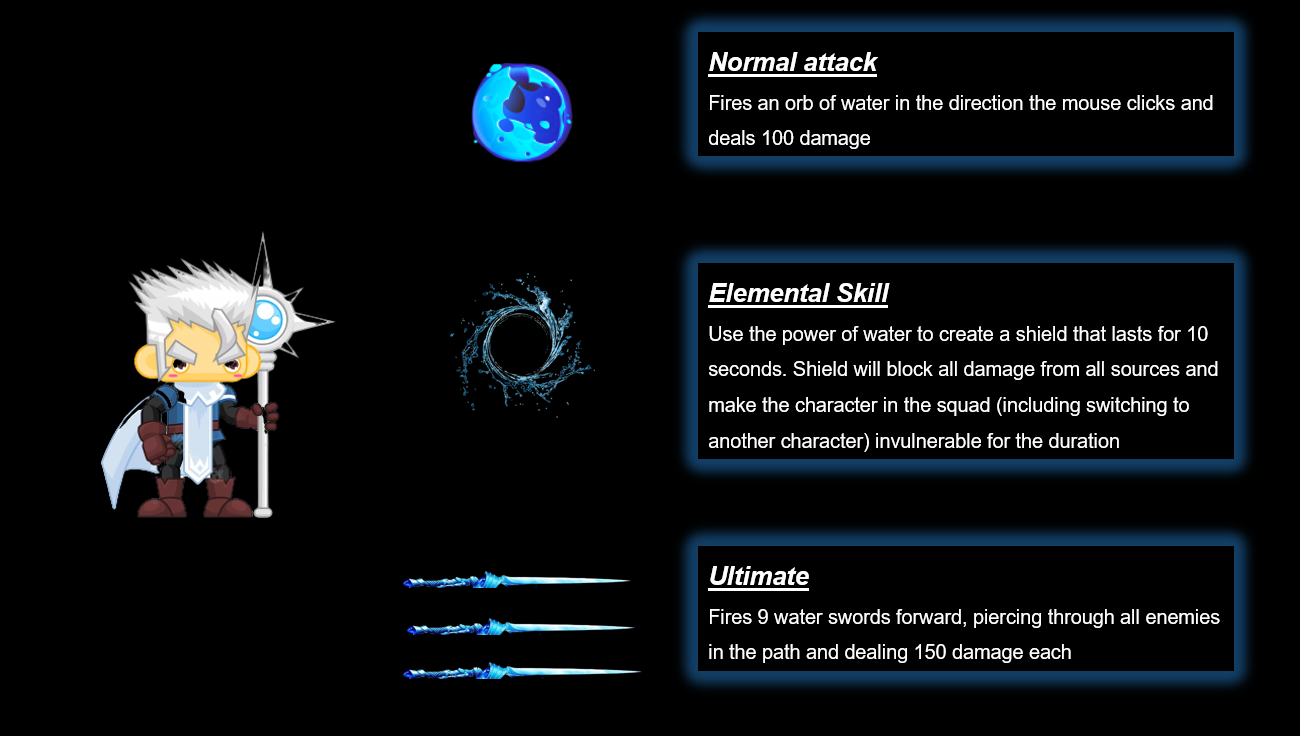 Normal attack
Fires an orb of water in the direction the mouse clicks and
deals 100 damage
Elemental Skill
Use the power of water to create a shield that lasts for 10
seconds. Shield will block all damage from all sources and
make the character in the squad (including switching to
another character) invulnerable for the duration
Ultimate
Fires 9 water swords forward, piercing through all enemies
in the path and dealing 150 damage each